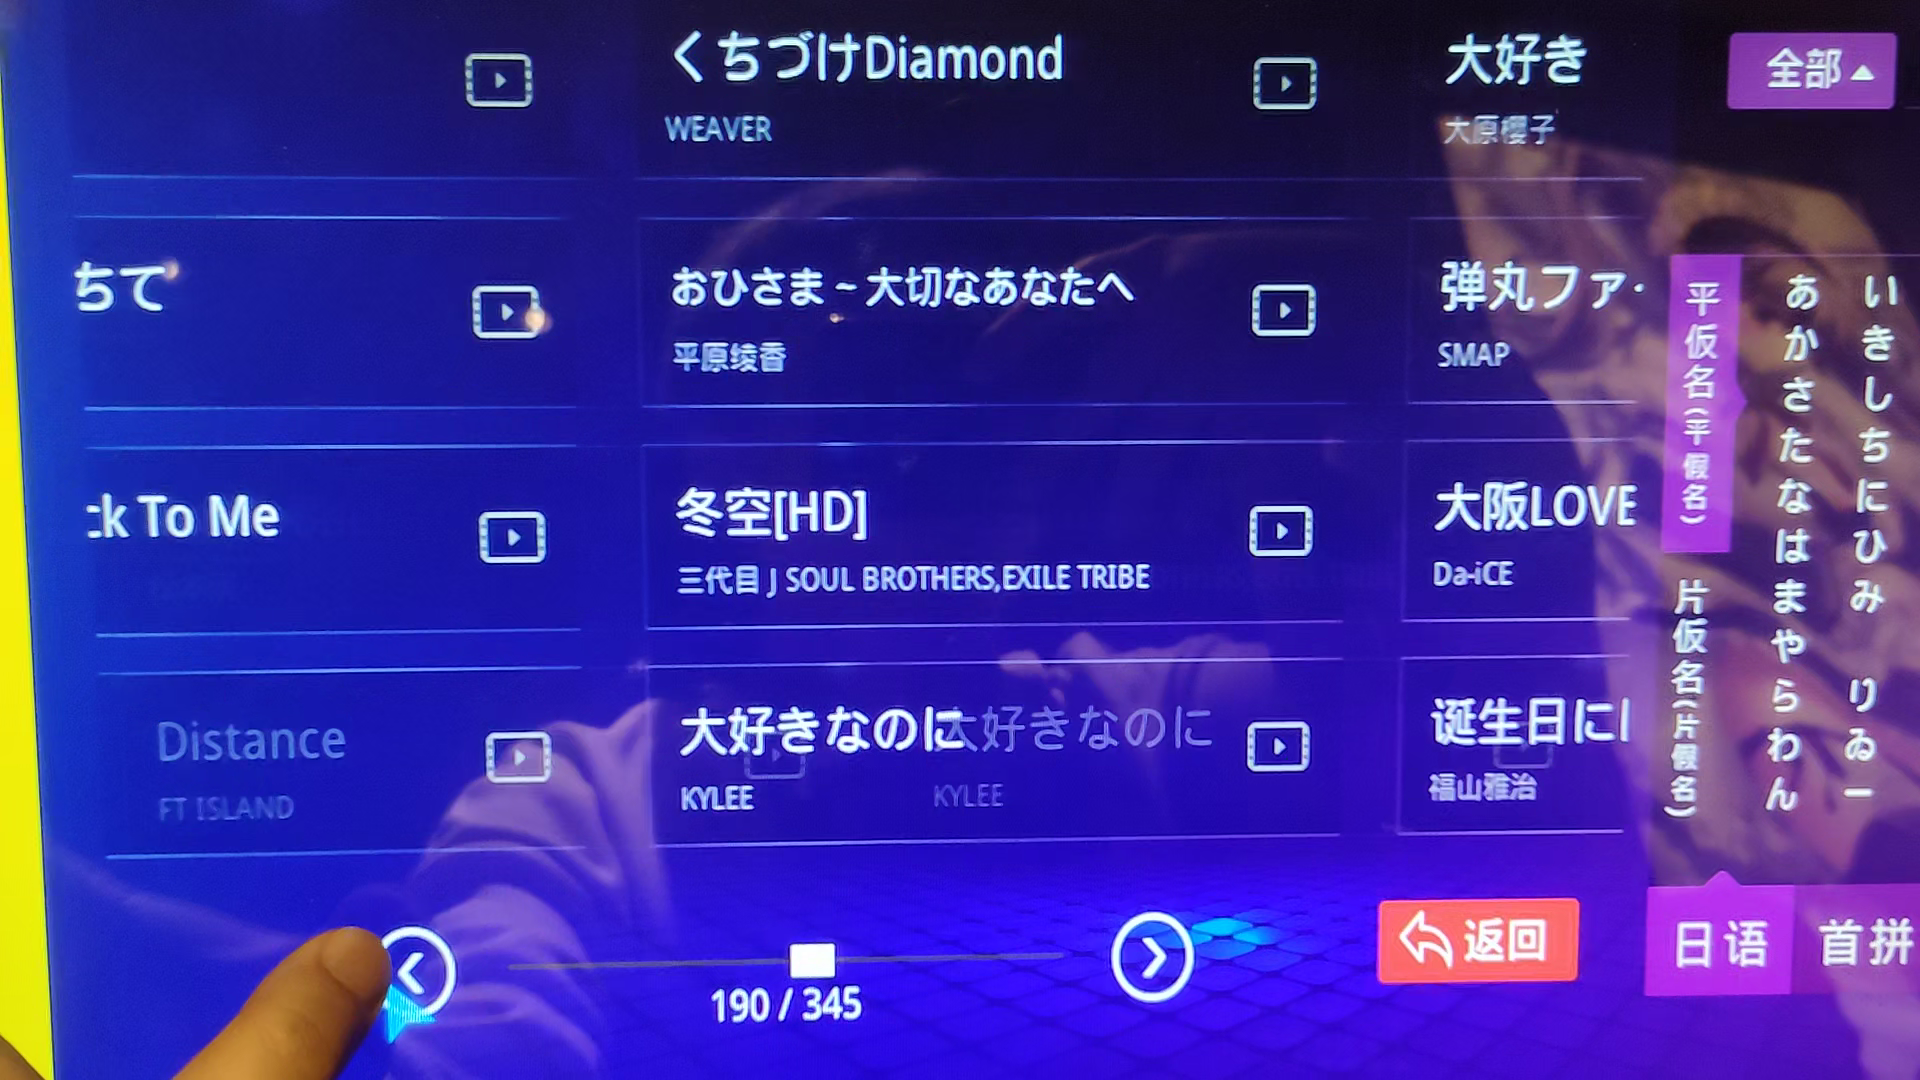 くちづけDiamond
WEAVER
大好き
大原櫻子
全部
ちて
おひさま~大切なあなたへ
平原绫香
弾丸ファ
SMAP
To Me
冬空[HD]
三代目 J SOUL BROTHERS,EXILE TRIBE
大阪LOVE
Da-iCE
Distance
FT ISLAND
大好きなのに
大好きなのに
KYLEE
KYLEE
诞生日に
福山雅治
平仮名(平假名)
片仮名(片假名)
あかさたなはまやらわん
いきしちにひみ りゐー
190 / 345
返回
日语
首拼